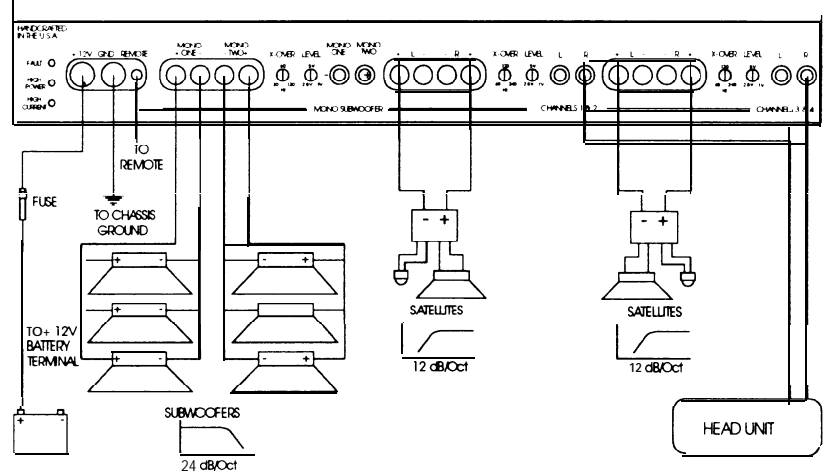 HANDCRAFTED
IN THE U.S.A.
FAULT
HIGH
POWER
HIGH
CURRENT
+ 12V GND REMOTE
MONO
+ ONE -
MONO
- TWO+
X-OVER LEVEL
MONO
ONE
MONO
TWO
+ L - - R +
X-OVER LEVEL L R
+ L - - R +
X-OVER LEVEL L R
MONO SUBWOOFER
CHANNELS 1 & 2
CHANNELS 3 & 4
TO
REMOTE
FUSE
TO CHASSIS
GROUND
TO+ 12V
BATTERY
TERMINAL
+ -
+ -
+ -
+ -
- +
- +
SUBWOOFERS
24 dB/Oct
- +
SATELLITES
12 dB/Oct
- +
SATELLITES
12 dB/Oct
HEAD UNIT